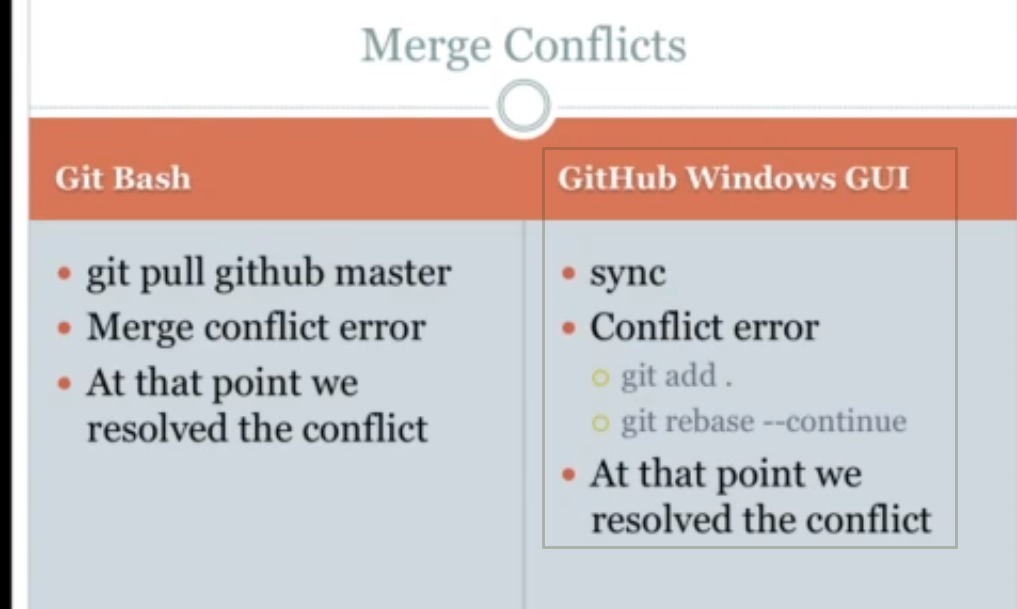 Merge Conflicts
Git Bash
git pull github master
Merge conflict error
At that point we
resolved the conflict
GitHub Windows GUI
sync
Conflict error
git add .
git rebase --continue
At that point we
resolved the conflict